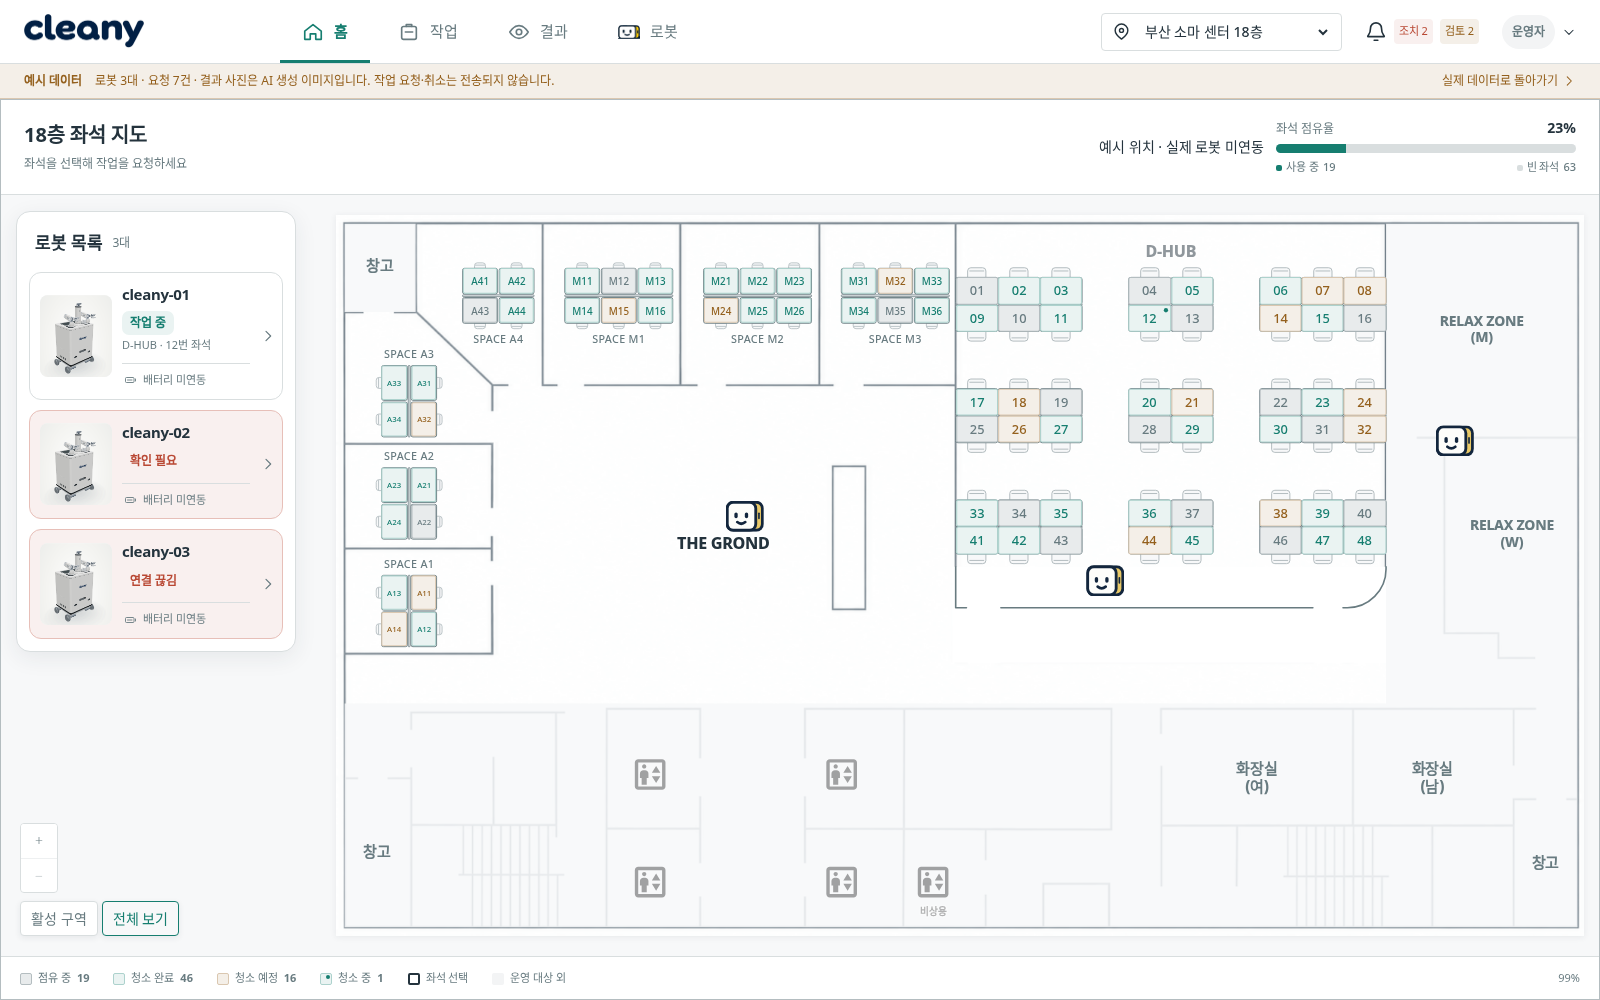 cleany
홈
작업
결과
로봇
부산 소마 센터 18층
조치 2
검토 2
운영자
예시 데이터 로봇 3대 · 요청 7건 · 결과 사진은 AI 생성 이미지입니다. 작업 요청·취소는 전송되지 않습니다.
실제 데이터로 돌아가기
18층 좌석 지도
좌석을 선택해 작업을 요청하세요
예시 위치 · 실제 로봇 미연동
좌석 점유율
23%
사용 중 19
빈 좌석 63
로봇 목록 3대
cleany-01
작업 중
D-HUB · 12번 좌석
배터리 미연동
cleany-02
확인 필요
배터리 미연동
cleany-03
연결 끊김
배터리 미연동
+
−
활성 구역
전체 보기
창고
A41 A42
A43 A44
SPACE A4
M11 M12 M13
M14 M15 M16
SPACE M1
M21 M22 M23
M24 M25 M26
SPACE M2
M31 M32 M33
M34 M35 M36
SPACE M3
SPACE A3
A33 A31
A34 A32
SPACE A2
A23 A21
A24 A22
SPACE A1
A13 A11
A14 A12
THE GROND
D-HUB
01 02 03 04 05 06 07 08
09 10 11 12 13 14 15 16
17 18 19 20 21 22 23 24
25 26 27 28 29 30 31 32
33 34 35 36 37 38 39 40
41 42 43 44 45 46 47 48
RELAX ZONE
(M)
RELAX ZONE
(W)
화장실
(여)
화장실
(남)
창고
창고
비상용
점유 중 19
청소 완료 46
청소 예정 16
청소 중 1
좌석 선택
운영 대상 외
99%